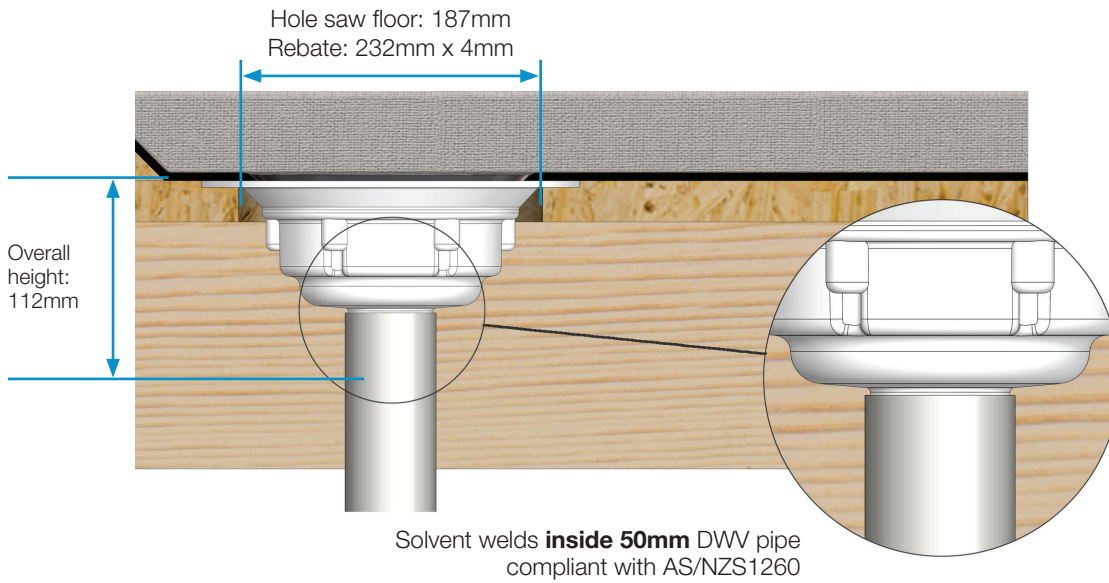 Hole saw floor: 187mm
Rebate: 232mm x 4mm
Overall
height:
112mm
Solvent welds inside 50mm DWV pipe
compliant with AS/NZS1260